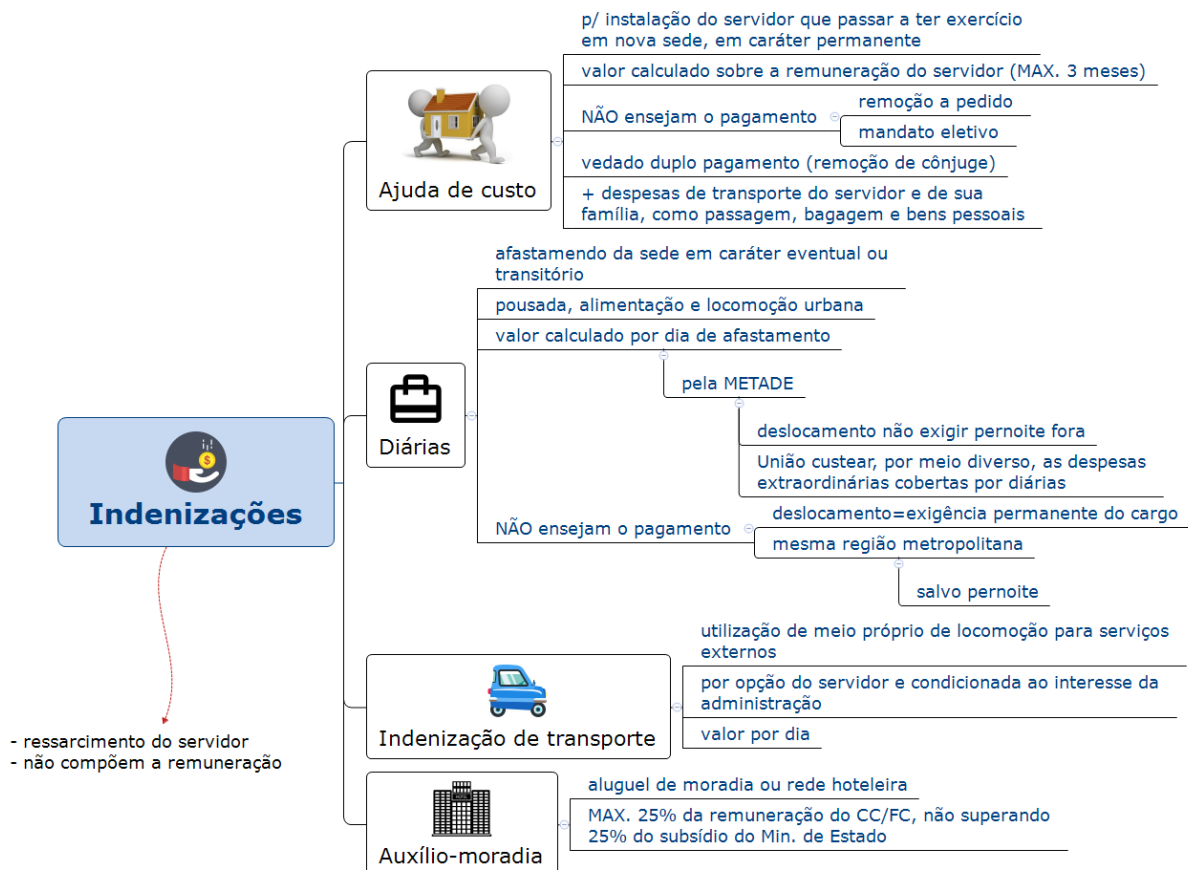 Indenizações
- ressarcimento do servidor
- não compõem a remuneração
Ajuda de custo
p/ instalação do servidor que passar a ter exercício
em nova sede, em caráter permanente
valor calculado sobre a remuneração do servidor (MAX. 3 meses)
NÃO ensejam o pagamento
remoção a pedido
mandato eletivo
vedado duplo pagamento (remoção de cônjuge)
+ despesas de transporte do servidor e de sua
família, como passagem, bagagem e bens pessoais
Diárias
afastamendo da sede em caráter eventual ou
transitório
pousada, alimentação e locomoção urbana
valor calculado por dia de afastamento
pela METADE
deslocamento não exigir pernoite fora
União custear, por meio diverso, as despesas
extraordinárias cobertas por diárias
NÃO ensejam o pagamento
deslocamento=exigência permanente do cargo
mesma região metropolitana
salvo pernoite
Indenização de transporte
utilização de meio próprio de locomoção para serviços
externos
por opção do servidor e condicionada ao interesse da
administração
valor por dia
Auxílio-moradia
aluguel de moradia ou rede hoteleira
MAX. 25% da remuneração do CC/FC, não superando
25% do subsídio do Min. de Estado